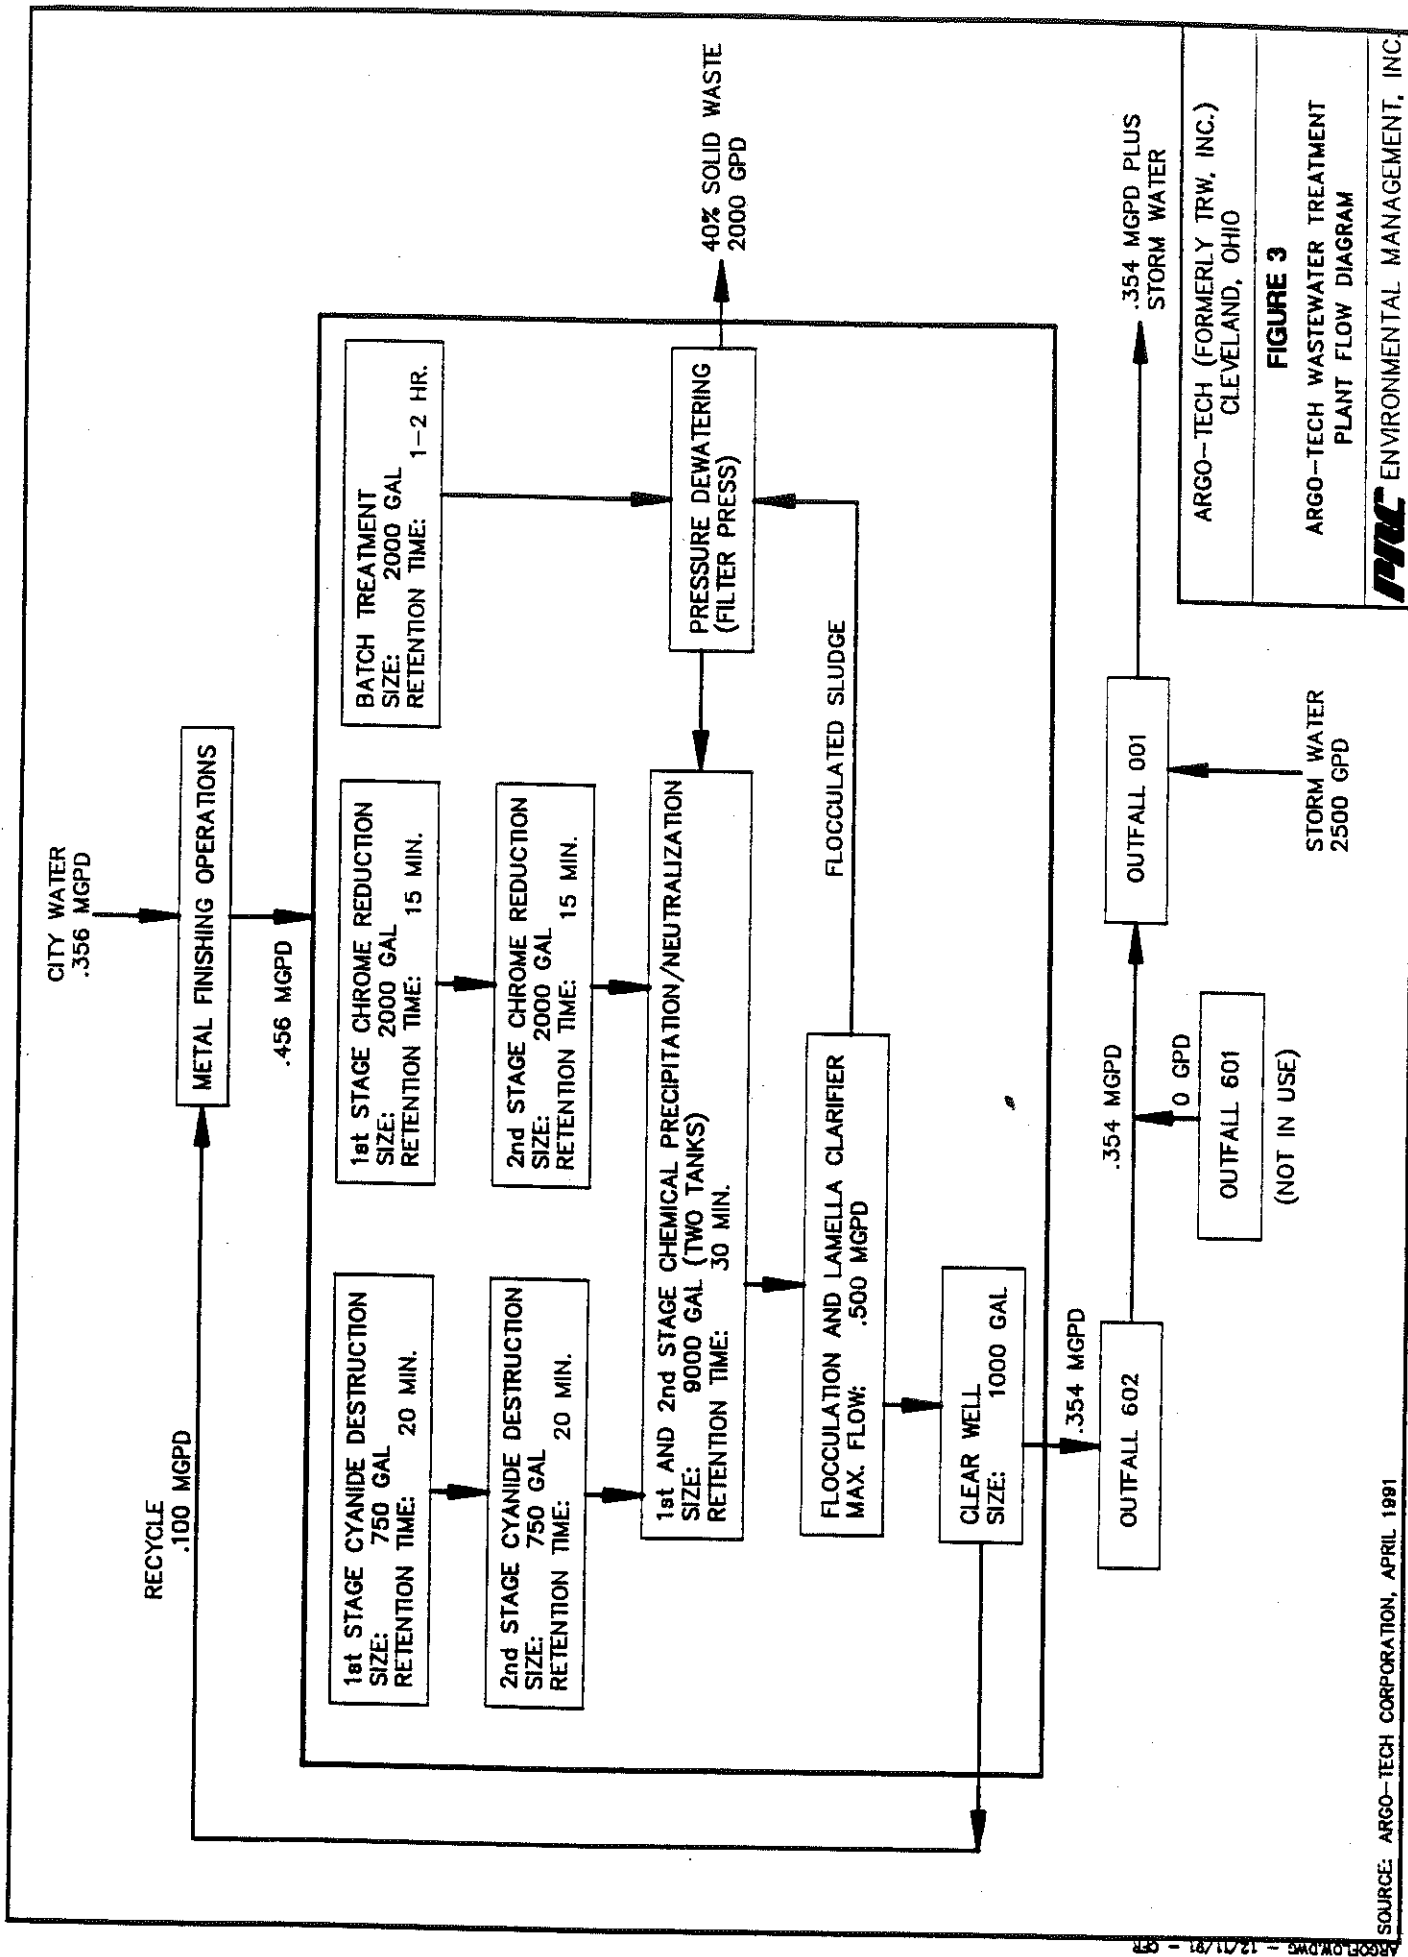 CITY WATER
.356 MGPD
RECYCLE
.100 MGPD
METAL FINISHING OPERATIONS
.456 MGPD
1st STAGE CYANIDE DESTRUCTION
SIZE: 750 GAL
RETENTION TIME: 20 MIN.
1st STAGE CHROME REDUCTION
SIZE: 2000 GAL
RETENTION TIME: 15 MIN.
BATCH TREATMENT
SIZE: 2000 GAL
RETENTION TIME: 1-2 HR.
2nd STAGE CYANIDE DESTRUCTION
SIZE: 750 GAL
RETENTION TIME: 20 MIN.
2nd STAGE CHROME REDUCTION
SIZE: 2000 GAL
RETENTION TIME: 15 MIN.
1st AND 2nd STAGE CHEMICAL PRECIPITATION/NEUTRALIZATION
SIZE: 9000 GAL (TWO TANKS)
RETENTION TIME: 30 MIN.
PRESSURE DEWATERING
(FILTER PRESS)
40% SOLID WASTE
2000 GPD
FLOCCULATION AND LAMELLA CLARIFIER
MAX. FLOW: .500 MGPD
FLOCCULATED SLUDGE
CLEAR WELL
SIZE: 1000 GAL
.354 MGPD
OUTFALL 602
.354 MGPD
0 GPD
OUTFALL 601
(NOT IN USE)
OUTFALL 001
STORM WATER
2500 GPD
.354 MGPD PLUS
STORM WATER
ARGO-TECH (FORMERLY TRW, INC.)
CLEVELAND, OHIO
FIGURE 3
ARGO-TECH WASTEWATER TREATMENT
PLANT FLOW DIAGRAM
PRC ENVIRONMENTAL MANAGEMENT, INC.
SOURCE: ARGO-TECH CORPORATION, APRIL 1991
ARGOFLOW.DWG - 12/11/91 -